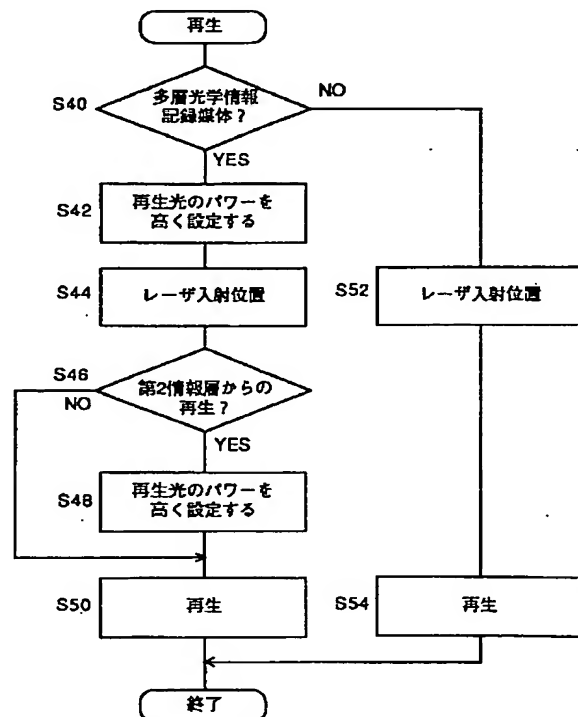 再生
S40
多層光学情報
記録媒体？
NO
YES
S42
再生光のパワーを
高く設定する
S44
レーザ入射位置
S52
レーザ入射位置
S46
第2情報層からの
再生？
NO
YES
S48
再生光のパワーを
高く設定する
S50
再生
S54
再生
終了